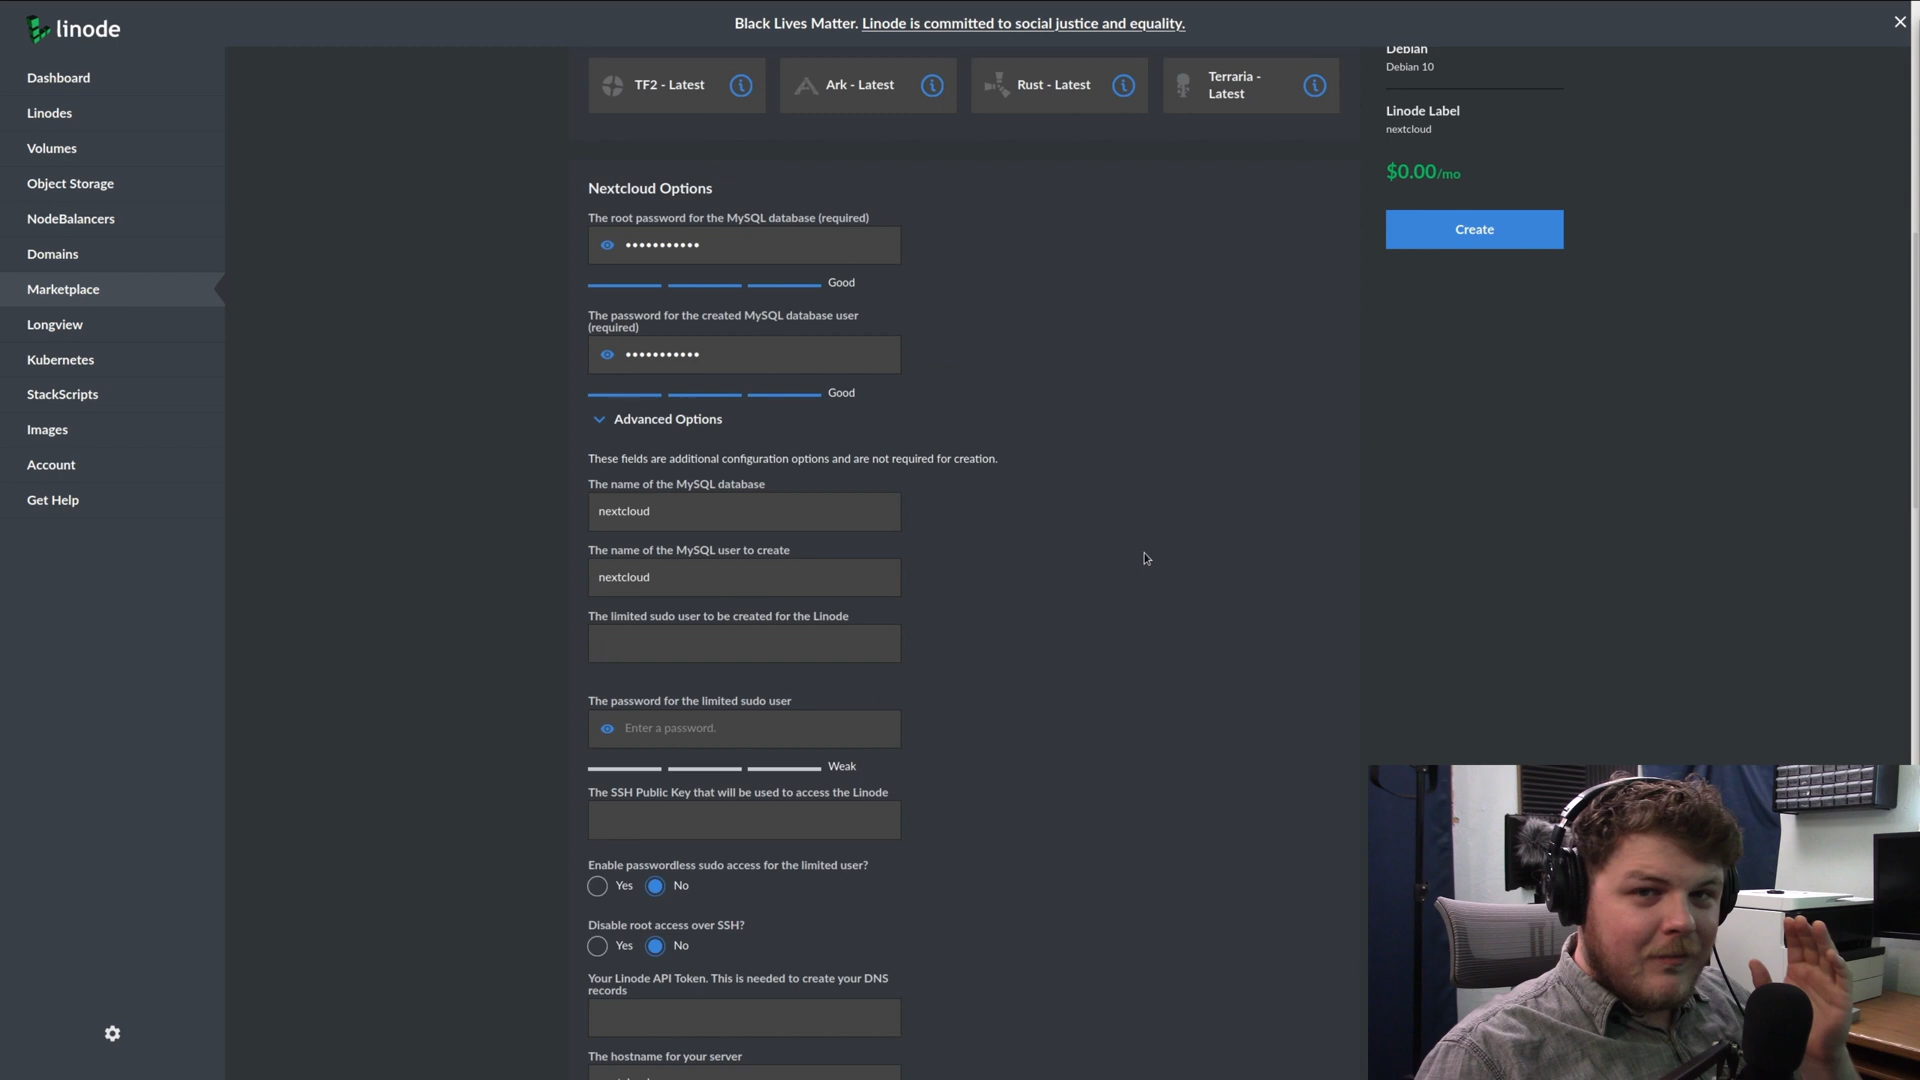 linode
Black Lives Matter. Linode is committed to social justice and equality.
Dashboard
Linodes
Volumes
Object Storage
NodeBalancers
Domains
Marketplace
Longview
Kubernetes
StackScripts
Images
Account
Get Help
TF2 - Latest
Ark - Latest
Rust - Latest
Terraria -
Latest
Nextcloud Options
The root password for the MySQL database (required)
•••••••••••
Good
The password for the created MySQL database user
(required)
•••••••••••
Good
Advanced Options
These fields are additional configuration options and are not required for creation.
The name of the MySQL database
nextcloud
The name of the MySQL user to create
nextcloud
The limited sudo user to be created for the Linode
The password for the limited sudo user
Enter a password.
Weak
The SSH Public Key that will be used to access the Linode
Enable passwordless sudo access for the limited user?
Yes No
Disable root access over SSH?
Yes No
Your Linode API Token. This is needed to create your DNS
records
The hostname for your server
Debian
Debian 10
Linode Label
nextcloud
$0.00/mo
Create